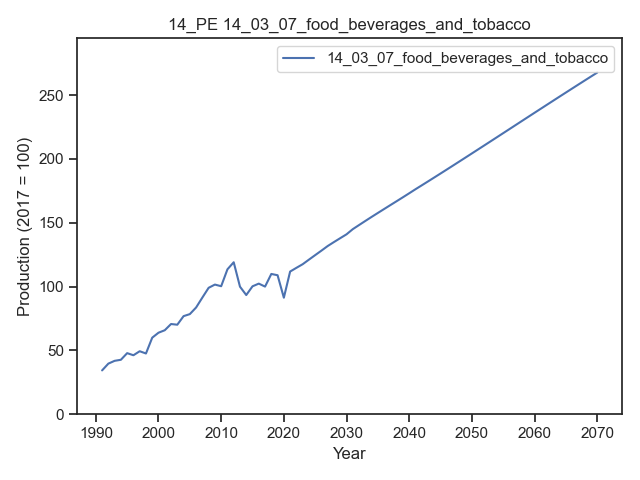 14_PE 14_03_07_food_beverages_and_tobacco
14_03_07_food_beverages_and_tobacco
Production (2017 = 100)
250
200
150
100
50
0
1990 2000 2010 2020 2030 2040 2050 2060 2070
Year